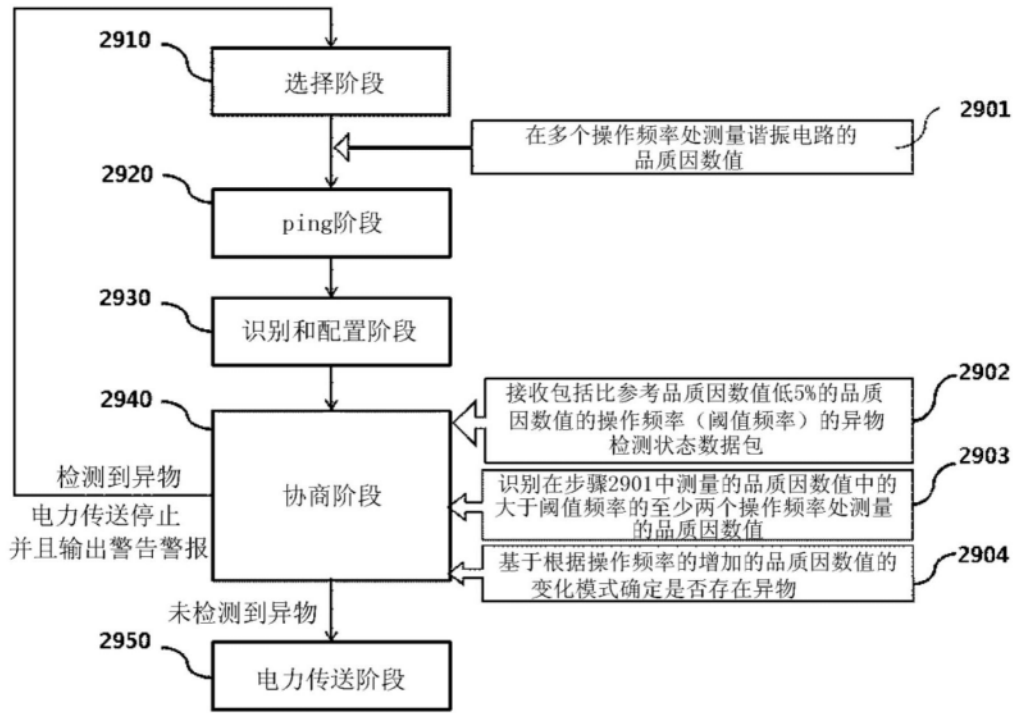 2910
选择阶段
2901
在多个操作频率处测量谐振电路的
品质因数值
2920
ping阶段
2930
识别和配置阶段
2940
协商阶段
2902
接收包括比参考品质因数值低5%的品质
因数值的操作频率（阈值频率）的异物
检测状态数据包
2903
识别在步骤2901中测量的品质因数值中的
大于阈值频率的至少两个操作频率处测量
的品质因数值
2904
基于根据操作频率的增加的品质因数值的
变化模式确定是否存在异物
检测到异物
电力传送停止
并且输出警告警报
未检测到异物
2950
电力传送阶段